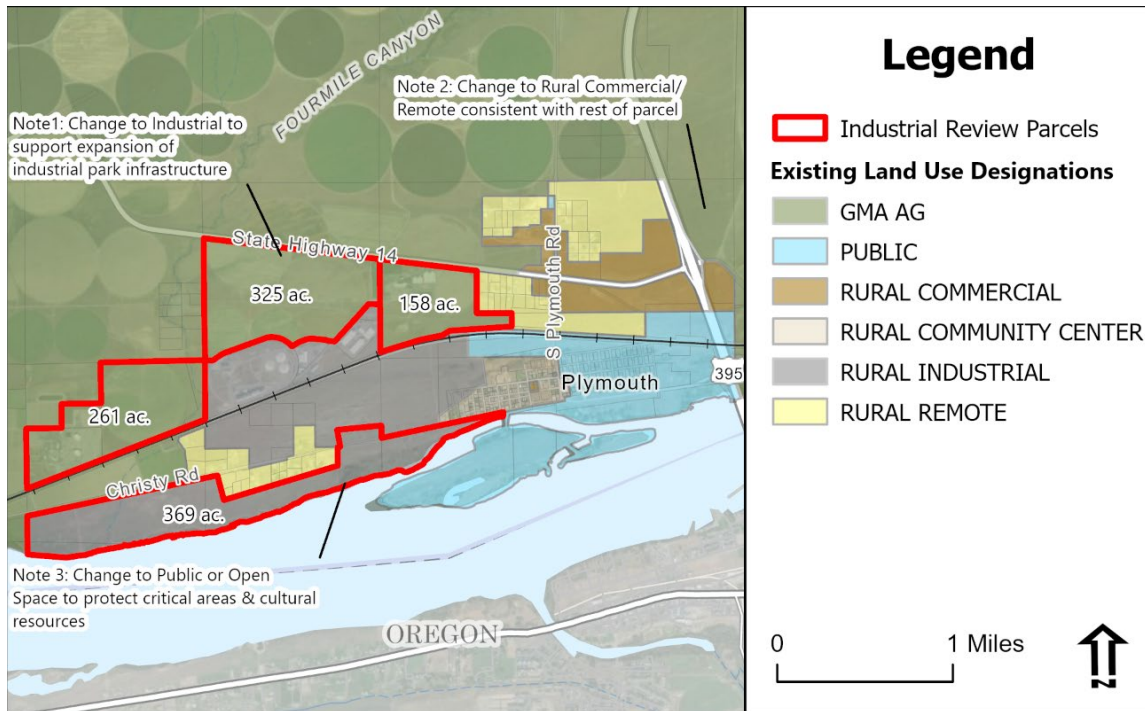 FOURMILE CANYON
Note 2: Change to Rural Commercial/
Remote consistent with rest of parcel
Note1: Change to Industrial to
support expansion of
industrial park infrastructure
State Highway 14
S Plymouth Rd
325 ac.
158 ac.
Plymouth
395
261 ac.
Christy Rd
369 ac.
Note 3: Change to Public or Open
Space to protect critical areas & cultural
resources
OREGON
Legend
Industrial Review Parcels
Existing Land Use Designations
GMA AG
PUBLIC
RURAL COMMERCIAL
RURAL COMMUNITY CENTER
RURAL INDUSTRIAL
RURAL REMOTE
0 1 Miles
N